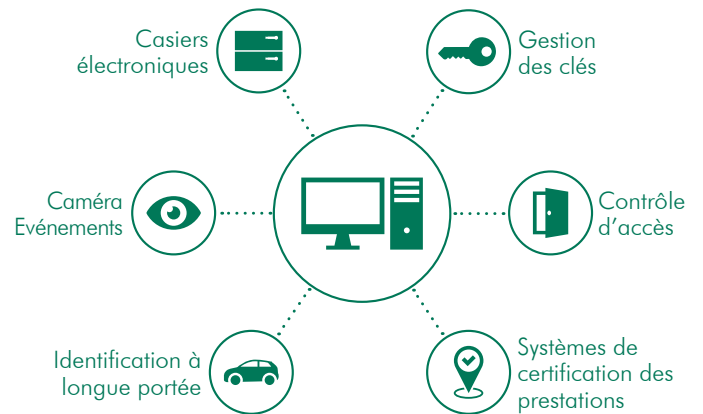 Casiers
électroniques
Gestion
des clés
Caméra
Evénements
Contrôle
d’accès
Identification à
longue portée
Systèmes de
certification des
prestations